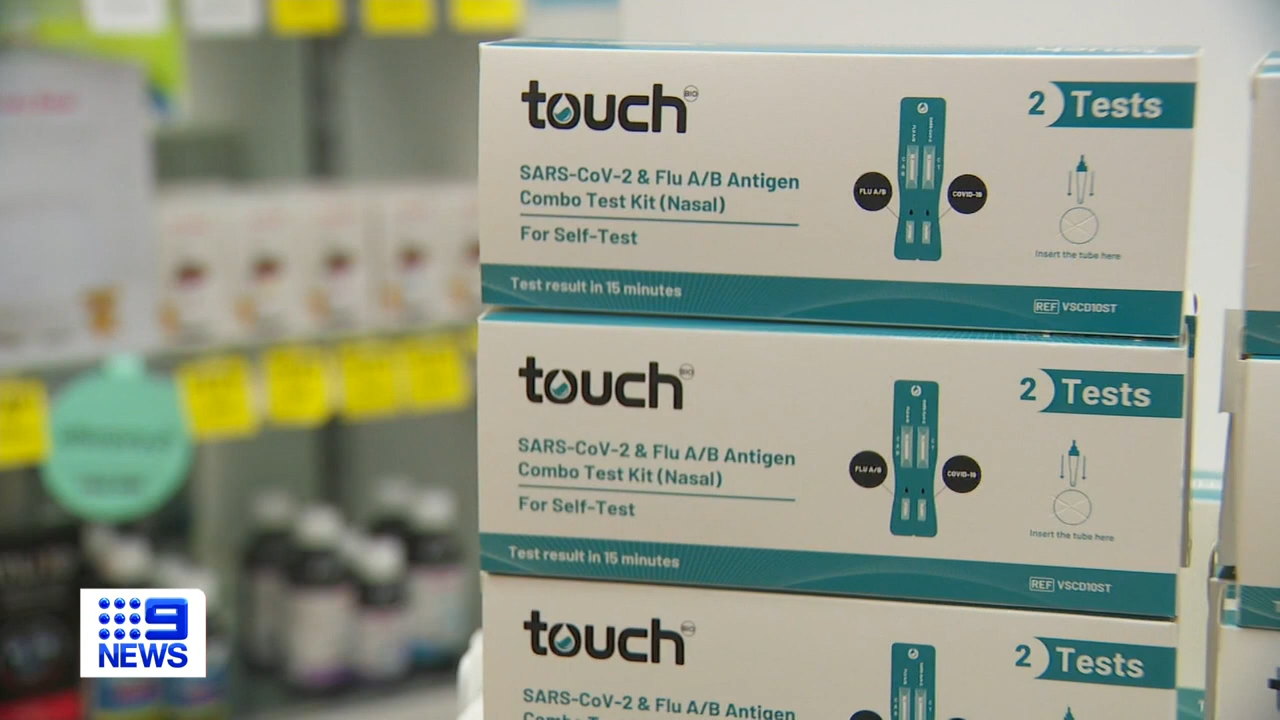 touch BIO
2 Tests
SARS-CoV-2 & Flu A/B Antigen
Combo Test Kit (Nasal)
For Self-Test
FLU A/B
COVID-19
Insert the tube here
Test result in 15 minutes
REF VSCD10ST
touch BIO
2 Tests
SARS-CoV-2 & Flu A/B Antigen
Combo Test Kit (Nasal)
For Self-Test
FLU A/B
COVID-19
Insert the tube here
Test result in 15 minutes
REF VSCD10ST
touch BIO
2 Tests
SARS-CoV-2 & Flu A/B Antigen
9
NEWS